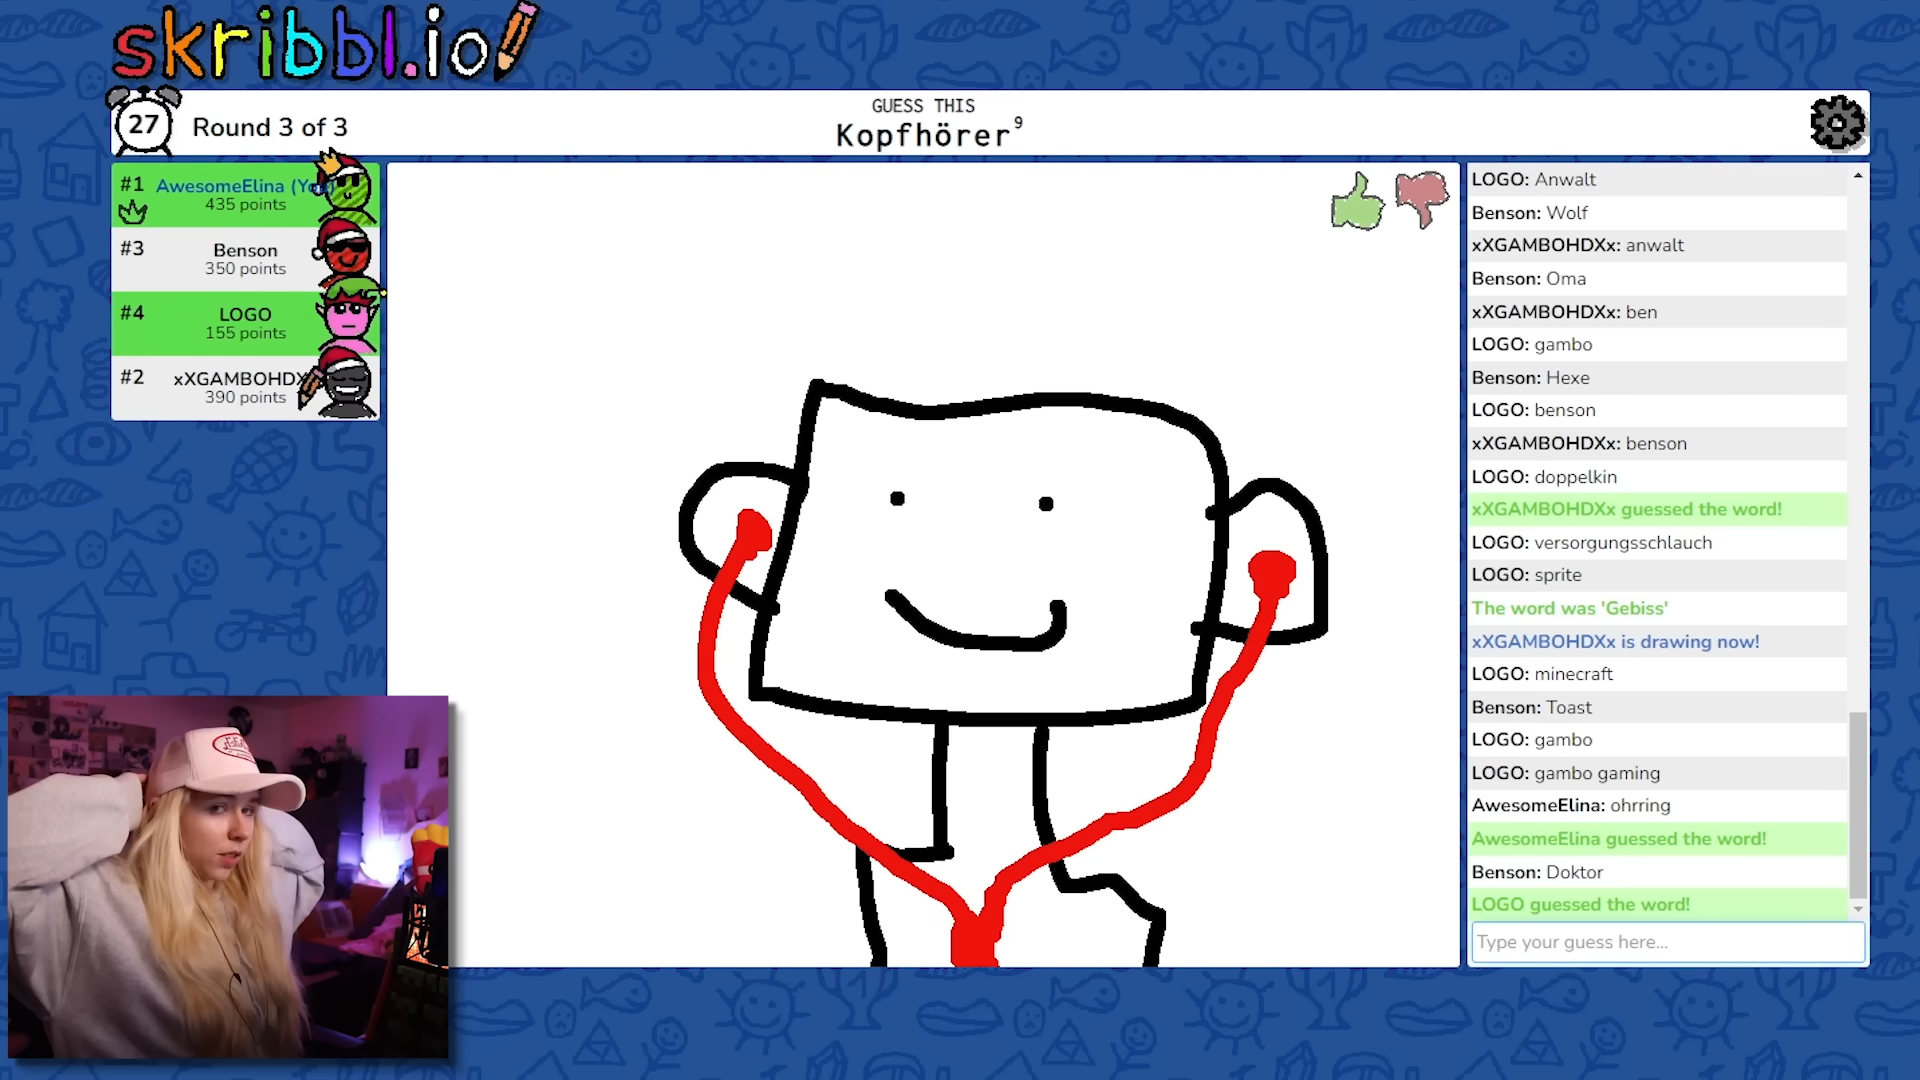 skribbl.io
27
Round 3 of 3
GUESS THIS
Kopfhörer9
#1
AwesomeElina (You)
435 points
#3
Benson
350 points
#4
LOGO
155 points
#2
xXGAMBOHDX
390 points
LOGO: Anwalt
Benson: Wolf
xXGAMBOHDXx: anwalt
Benson: Oma
xXGAMBOHDXx: ben
LOGO: gambo
Benson: Hexe
LOGO: benson
xXGAMBOHDXx: benson
LOGO: doppelkin
xXGAMBOHDXx guessed the word!
LOGO: versorgungsschlauch
LOGO: sprite
The word was 'Gebiss'
xXGAMBOHDXx is drawing now!
LOGO: minecraft
Benson: Toast
LOGO: gambo
LOGO: gambo gaming
AwesomeElina: ohrring
AwesomeElina guessed the word!
Benson: Doktor
LOGO guessed the word!
Type your guess here...